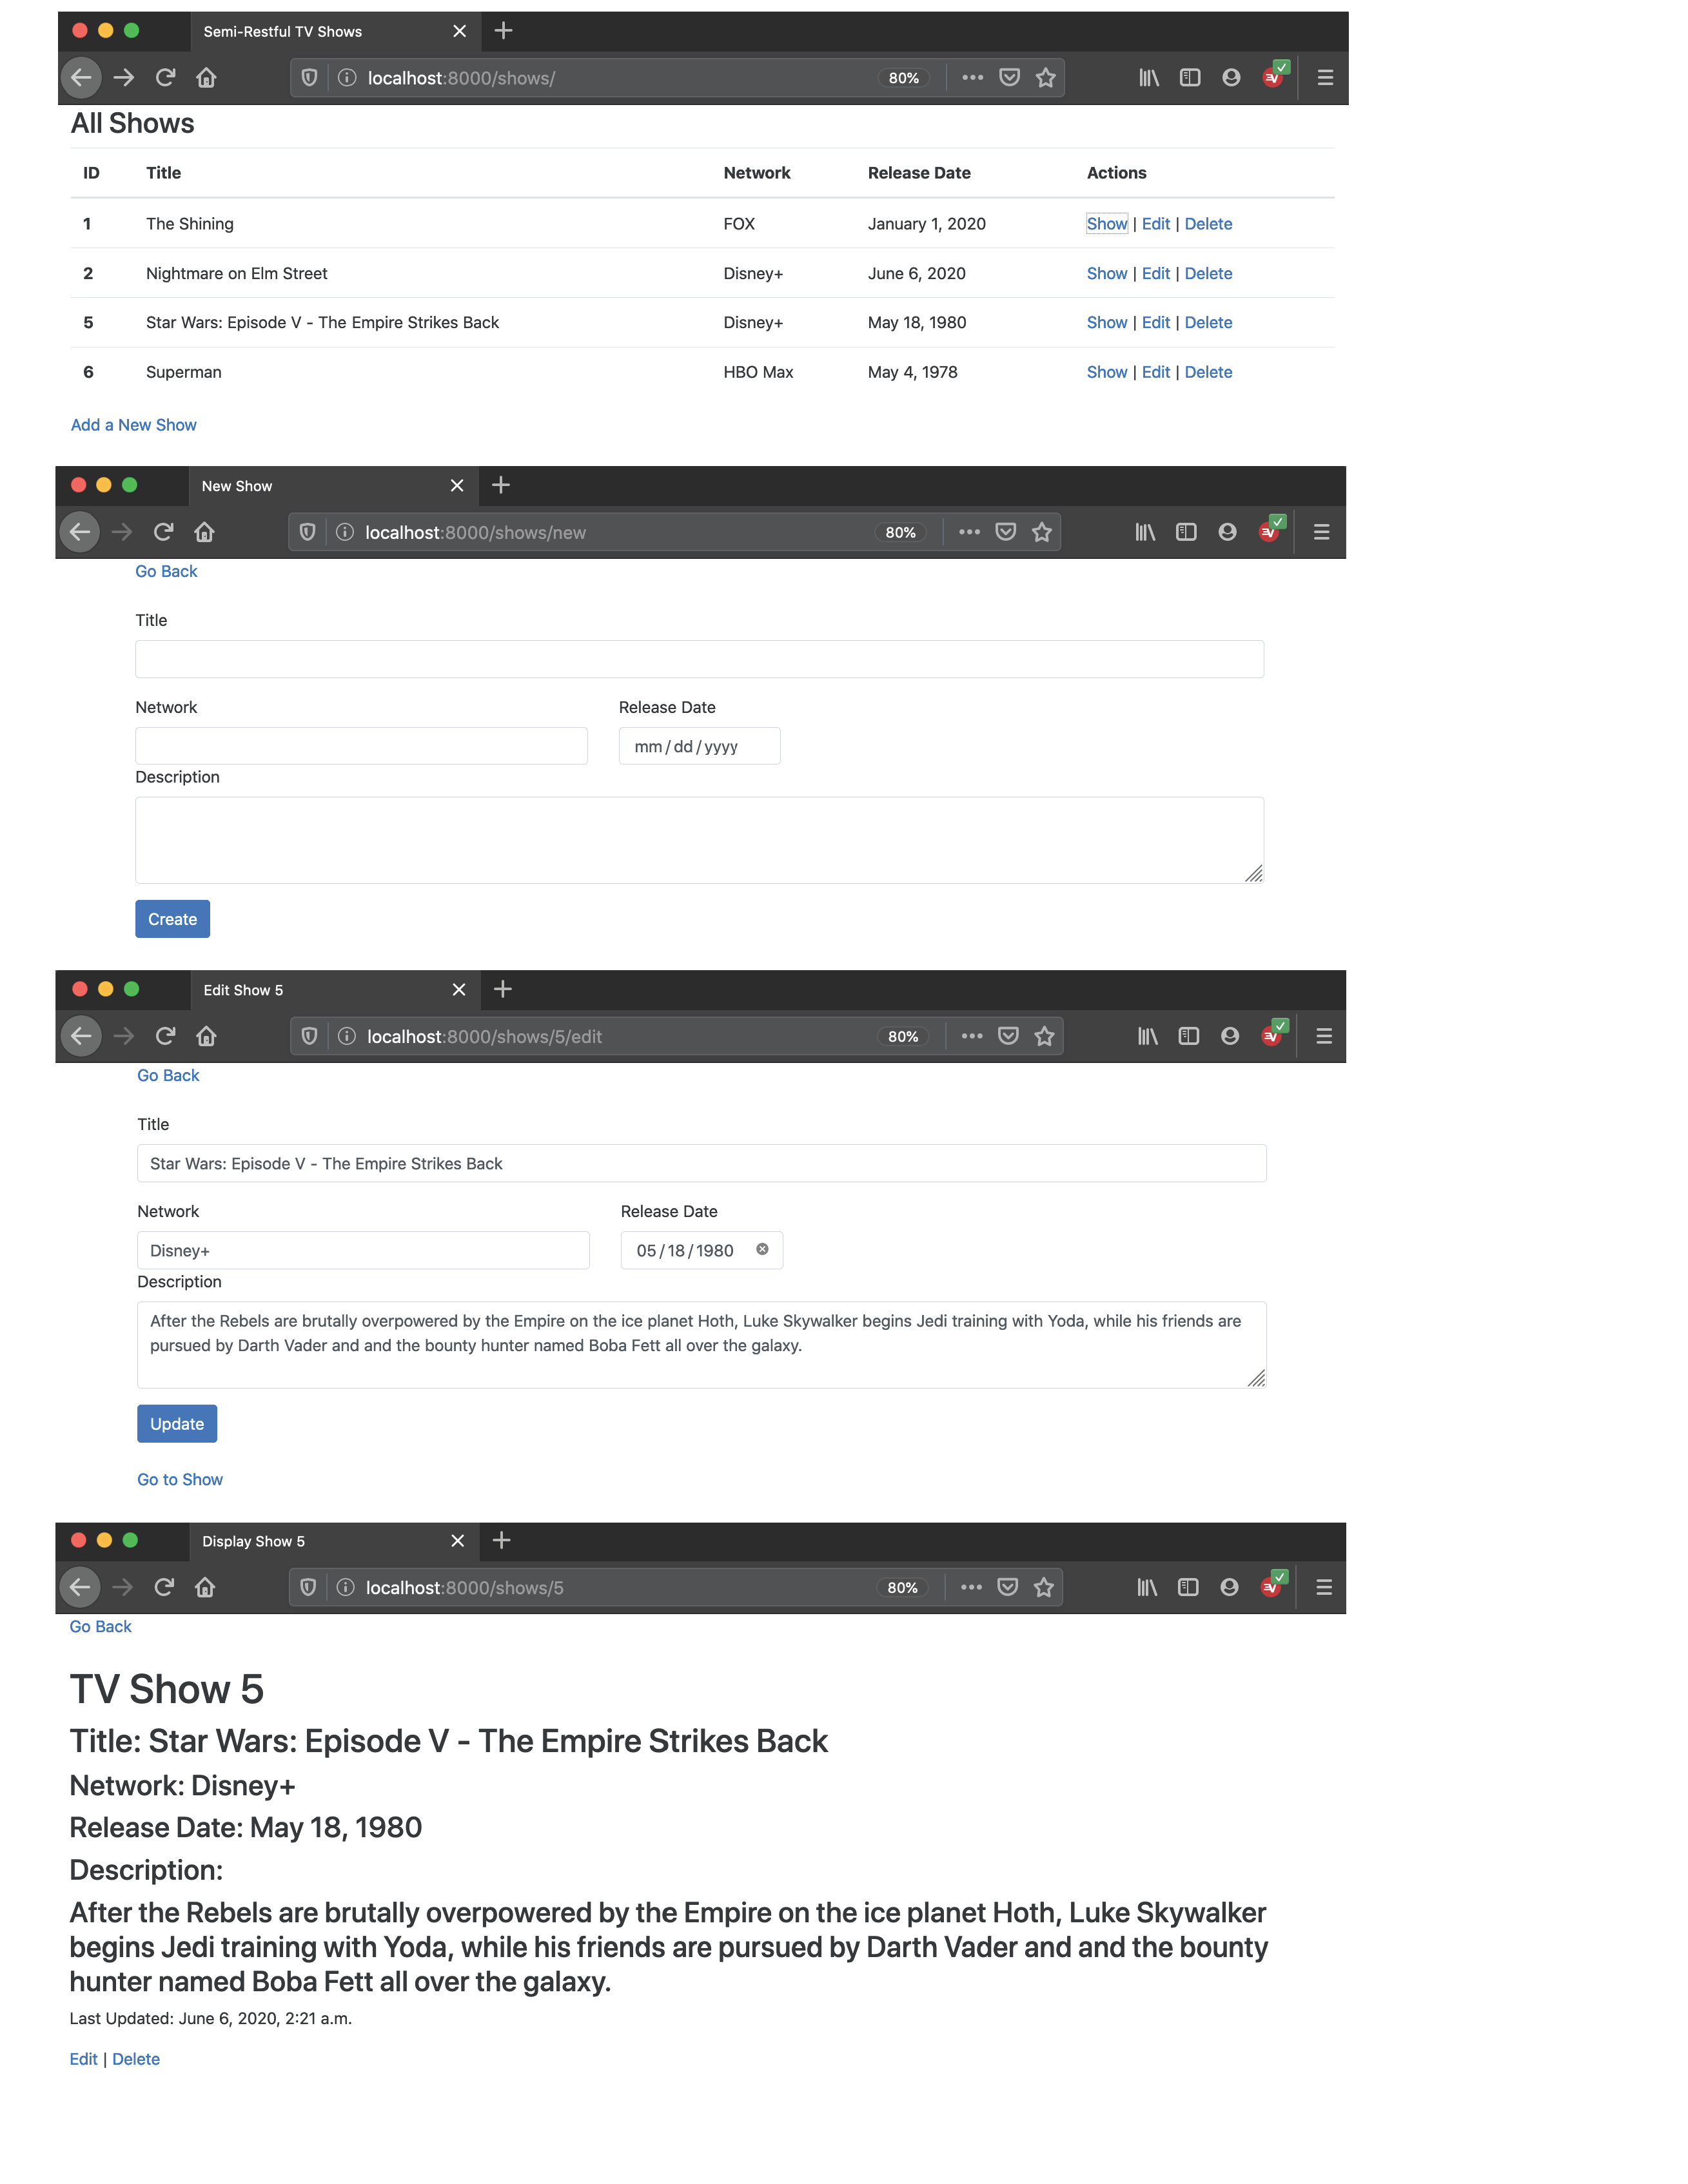 Semi-Restful TV Shows
localhost:8000/shows/ 80%
All Shows
ID Title Network Release Date Actions
1 The Shining FOX January 1, 2020 Show | Edit | Delete
2 Nightmare on Elm Street Disney+ June 6, 2020 Show | Edit | Delete
5 Star Wars: Episode V - The Empire Strikes Back Disney+ May 18, 1980 Show | Edit | Delete
6 Superman HBO Max May 4, 1978 Show | Edit | Delete
Add a New Show
New Show
localhost:8000/shows/new 80%
Go Back
Title
Network Release Date
mm / dd / yyyy
Description
Create
Edit Show 5
localhost:8000/shows/5/edit 80%
Go Back
Title
Star Wars: Episode V - The Empire Strikes Back
Network Release Date
Disney+ 05 / 18 / 1980
Description
After the Rebels are brutally overpowered by the Empire on the ice planet Hoth, Luke Skywalker begins Jedi training with Yoda, while his friends are
pursued by Darth Vader and and the bounty hunter named Boba Fett all over the galaxy.
Update
Go to Show
Display Show 5
localhost:8000/shows/5 80%
Go Back
TV Show 5
Title: Star Wars: Episode V - The Empire Strikes Back
Network: Disney+
Release Date: May 18, 1980
Description:
After the Rebels are brutally overpowered by the Empire on the ice planet Hoth, Luke Skywalker
begins Jedi training with Yoda, while his friends are pursued by Darth Vader and and the bounty
hunter named Boba Fett all over the galaxy.
Last Updated: June 6, 2020, 2:21 a.m.
Edit | Delete